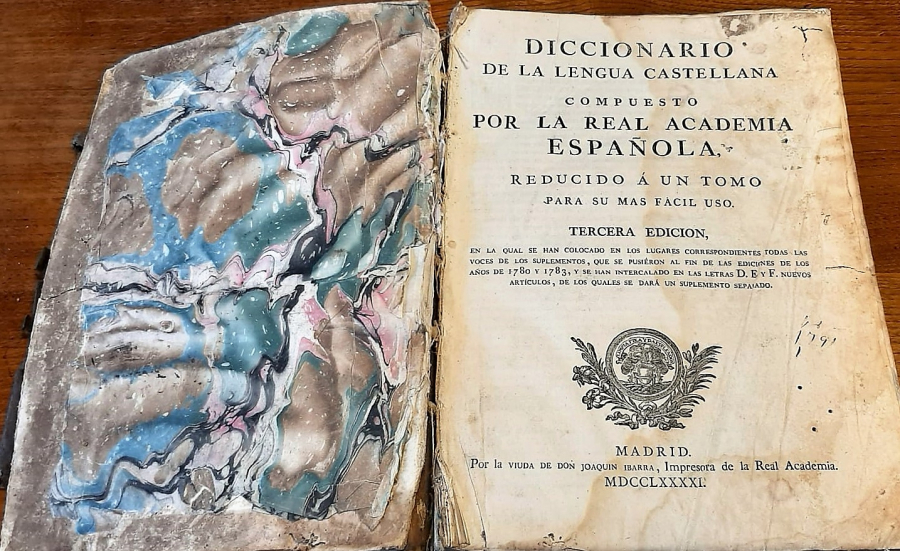 DICCIONARIO
DE LA LENGUA CASTELLANA
COMPUESTO
POR LA REAL ACADEMIA
ESPAÑOLA,
REDUCIDO Á UN TOMO
PARA SU MAS FÁCIL USO.
TERCERA EDICION,
EN LA QUAL SE HAN COLOCADO EN LOS LUGARES CORRESPONDIENTES TODAS LAS
VOCES DE LOS SUPLEMENTOS, QUE SE PUSIÉRON AL FIN DE LAS EDICIONES DE LOS
AÑOS DE 1780 Y 1783, Y SE HAN INTERCALADO EN LAS LETRAS D. E Y F. NUEVOS
ARTÍCULOS, DE LOS QUALES SE DARÁ UN SUPLEMENTO SEPARADO.
MADRID.
Por la VIUDA DE DON JOAQUIN IBARRA, Impresora de la Real Academia.
MDCCLXXXXI.